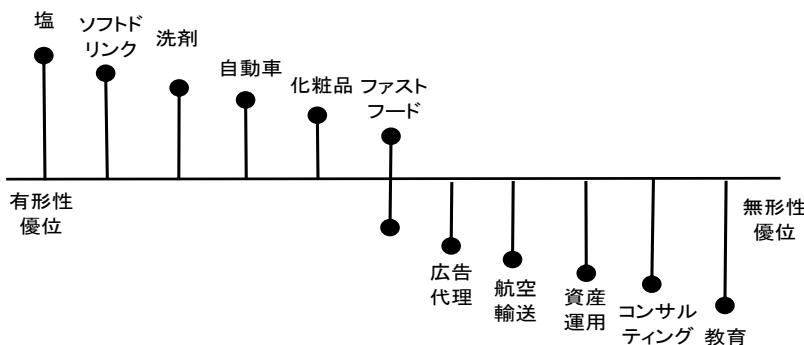 塩
ソフトド
リンク
洗剤
自動車
化粧品
ファスト
フード
有形性
優位
無形性
優位
広告
代理
航空
輸送
資産
運用
コンサル
ティング
教育